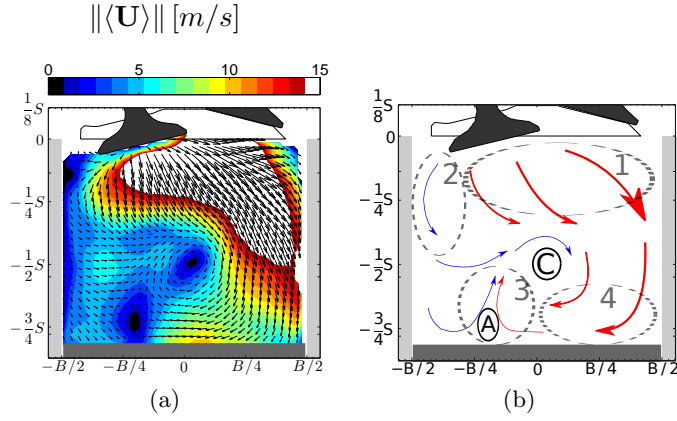 ‖⟨U⟩‖ [m/s]
0 5 10 15
1/8 S
0
−1/4 S
−1/2 S
−3/4 S
−B/2 −B/4 0 B/4 B/2
(a)
1/8 S
0
−1/4 S
−1/2 S
−3/4 S
1
2
C
3
4
A
−B/2 −B/4 0 B/4 B/2
(b)